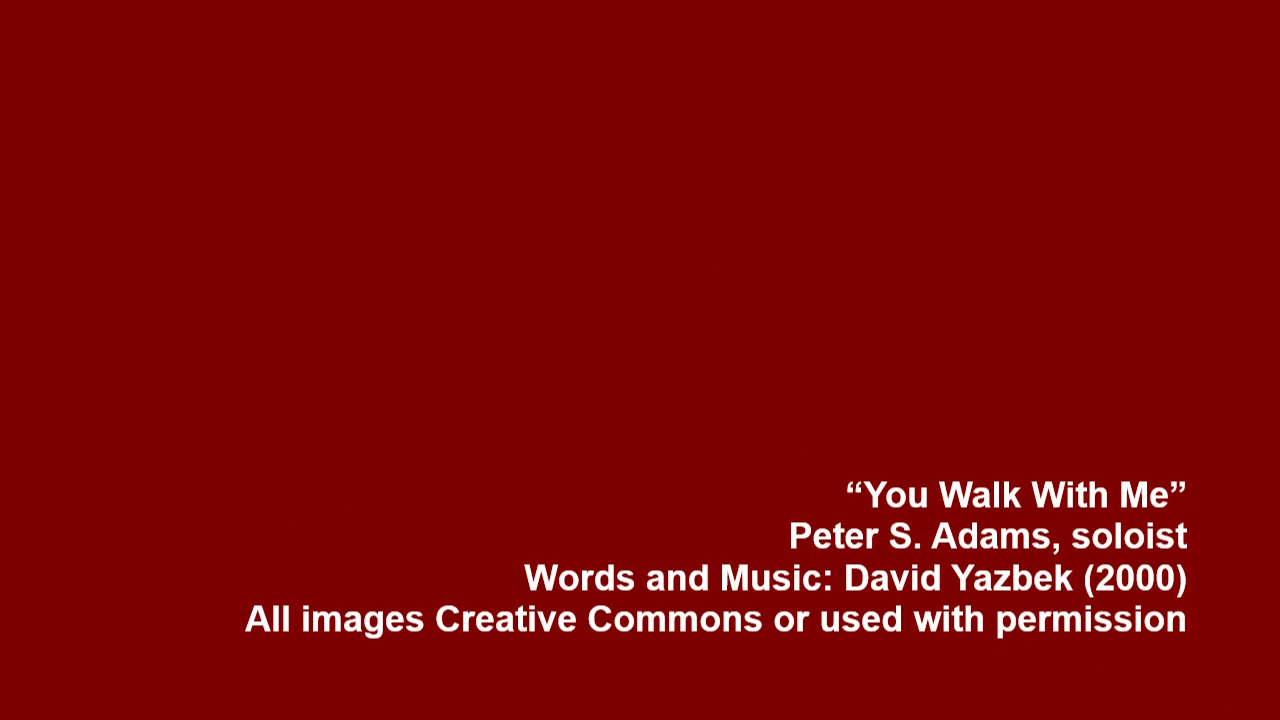 “You Walk With Me”
Peter S. Adams, soloist
Words and Music: David Yazbek (2000)
All images Creative Commons or used with permission